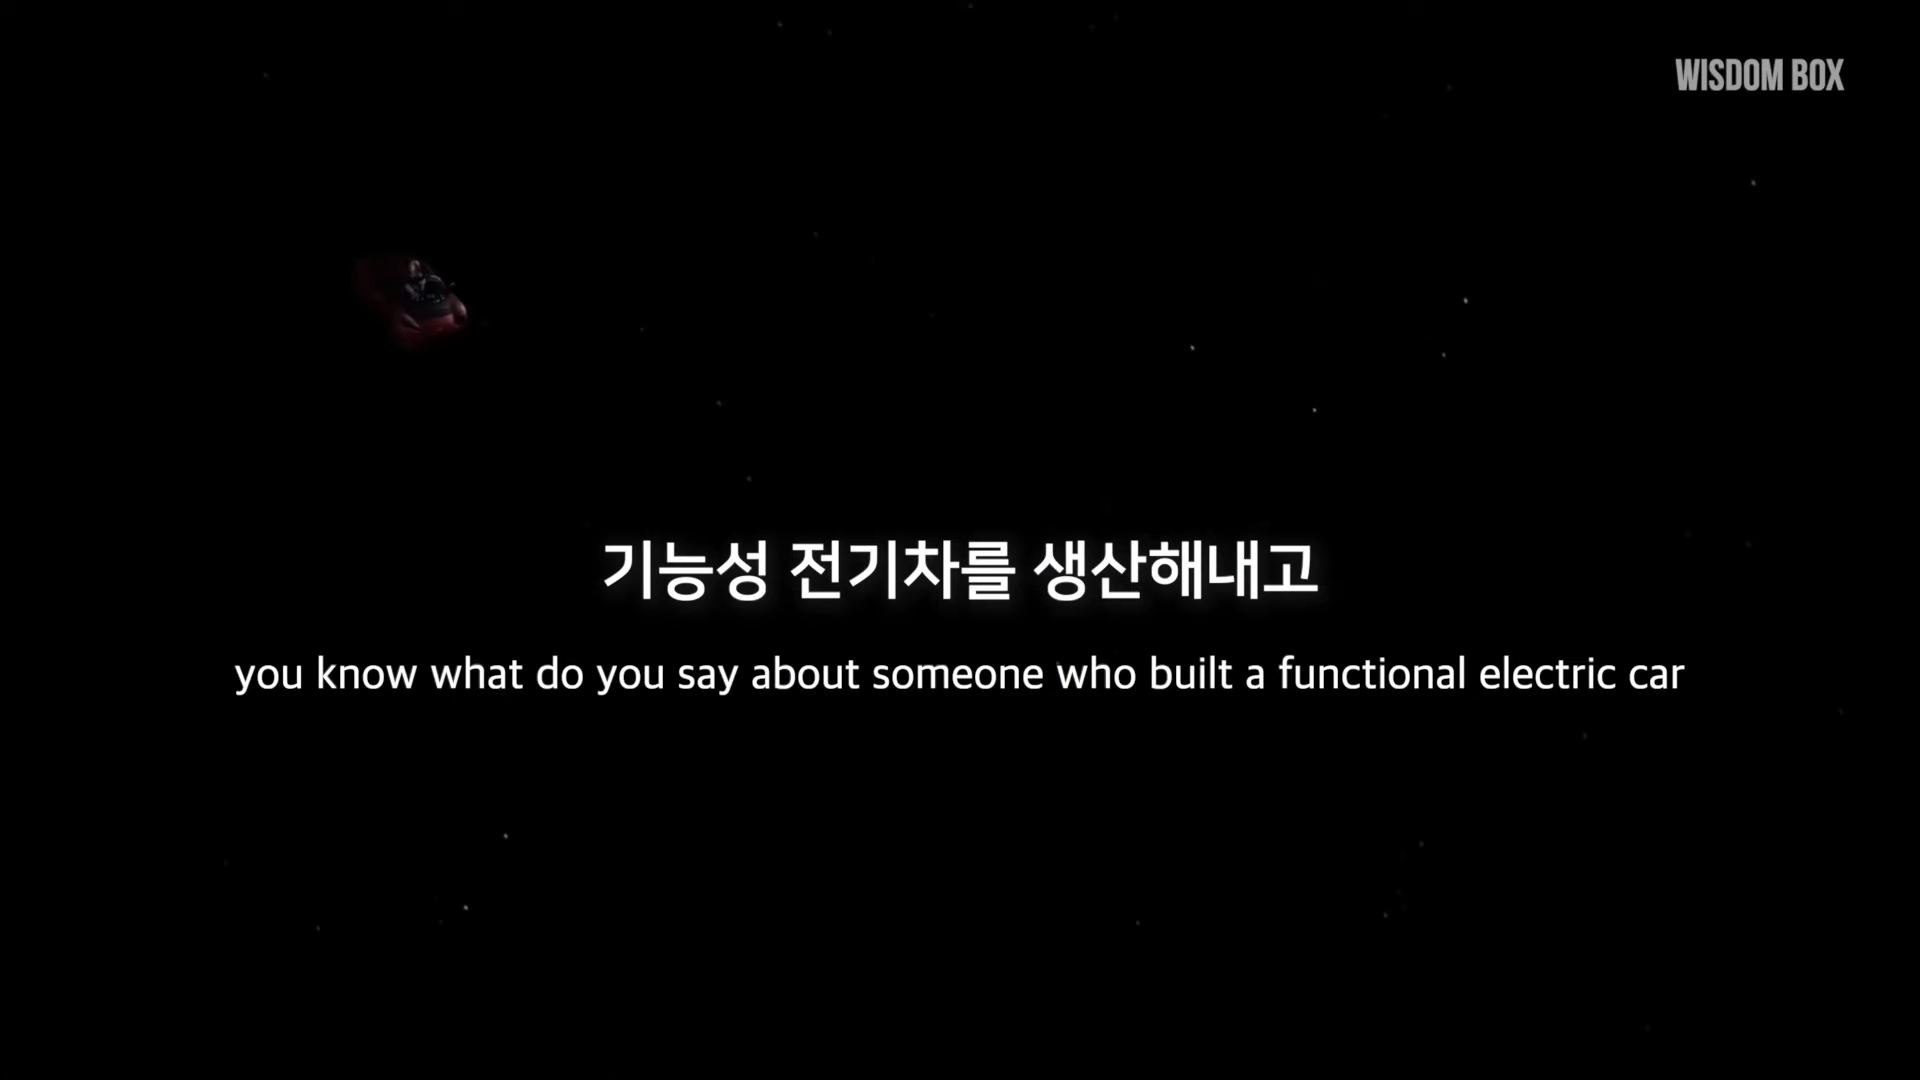 WISDOM BOX
기능성 전기차를 생산해내고
you know what do you say about someone who built a functional electric car